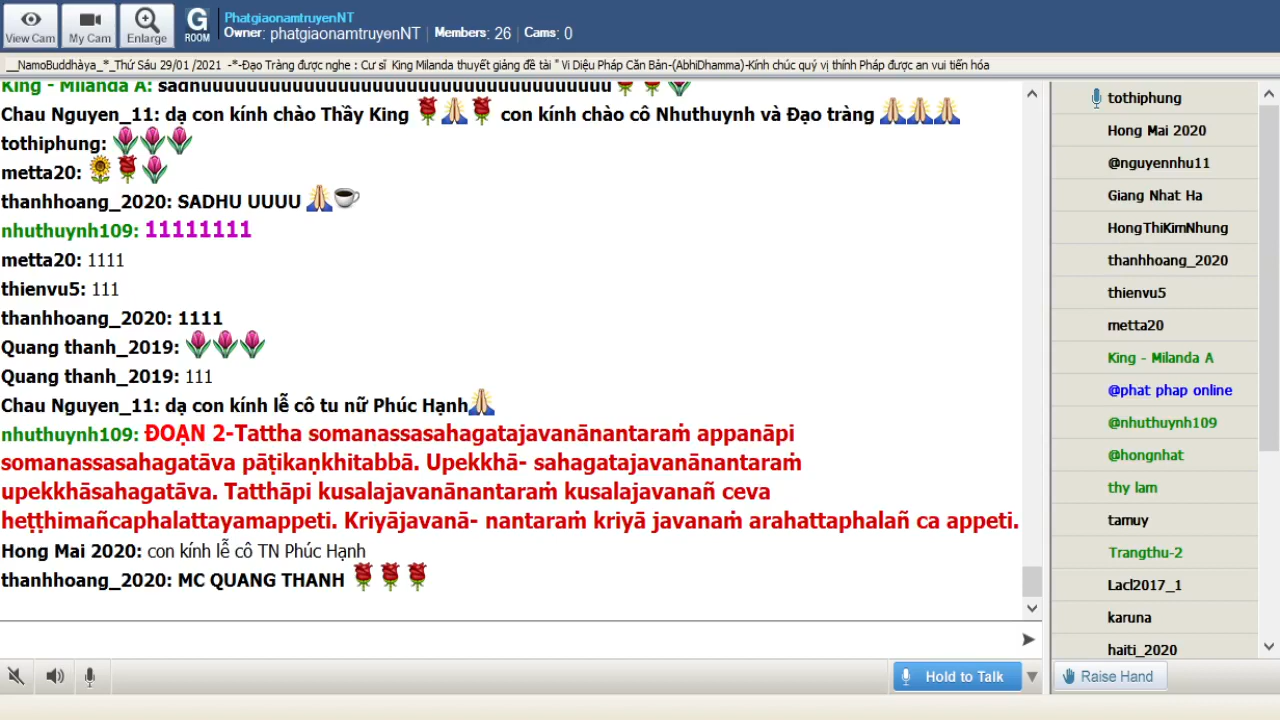 View Cam
My Cam
Enlarge
G
ROOM
PhatgiaonamtruyenNT
Owner: phatgiaonamtruyenNT | Members: 26 | Cams: 0
__NamoBuddhàya_*_Thứ Sáu 29/01 /2021 -*-Đạo Tràng được nghe : Cư sĩ King Milanda thuyết giảng đề tài " Vi Diệu Pháp Căn Bản-(AbhiDhamma)-Kính chúc quý vị thính Pháp được an vui tiến hóa
Chau Nguyen_11: dạ con kính chào Thầy King 🌹🙏🌹 con kính chào cô Nhuthuynh và Đạo tràng 🙏🙏🙏
tothiphung: 🌷🌷🌷
metta20: 🌻🌹🌷
thanhhoang_2020: SADHU UUUU 🙏☕
nhuthuynh109: 11111111
metta20: 1111
thienvu5: 111
thanhhoang_2020: 1111
Quang thanh_2019: 🌷🌷🌷
Quang thanh_2019: 111
Chau Nguyen_11: dạ con kính lễ cô tu nữ Phúc Hạnh🙏
nhuthuynh109: ĐOẠN 2-Tattha somanassasahagatajavanānantaraṁ appanāpi
somanassasahagatāva pāṭikaṇkhitabbā. Upekkhā- sahagatajavanānantaraṁ
upekkhāsahagatāva. Tatthāpi kusalajavanānantaraṁ kusalajavanañ ceva
heṭṭhimañcaphalattayamappeti. Kriyājavanā- nantaraṁ kriyā javanaṁ arahattaphalañ ca appeti.
Hong Mai 2020: con kính lễ cô TN Phúc Hạnh
thanhhoang_2020: MC QUANG THANH 🌹🌹🌹
Hold to Talk
tothiphung
Hong Mai 2020
@nguyennhu11
Giang Nhat Ha
HongThiKimNhung
thanhhoang_2020
thienvu5
metta20
King - Milanda A
@phat phap online
@nhuthuynh109
@hongnhat
thy lam
tamuy
Trangthu-2
Lacl2017_1
karuna
haiti_2020
Raise Hand